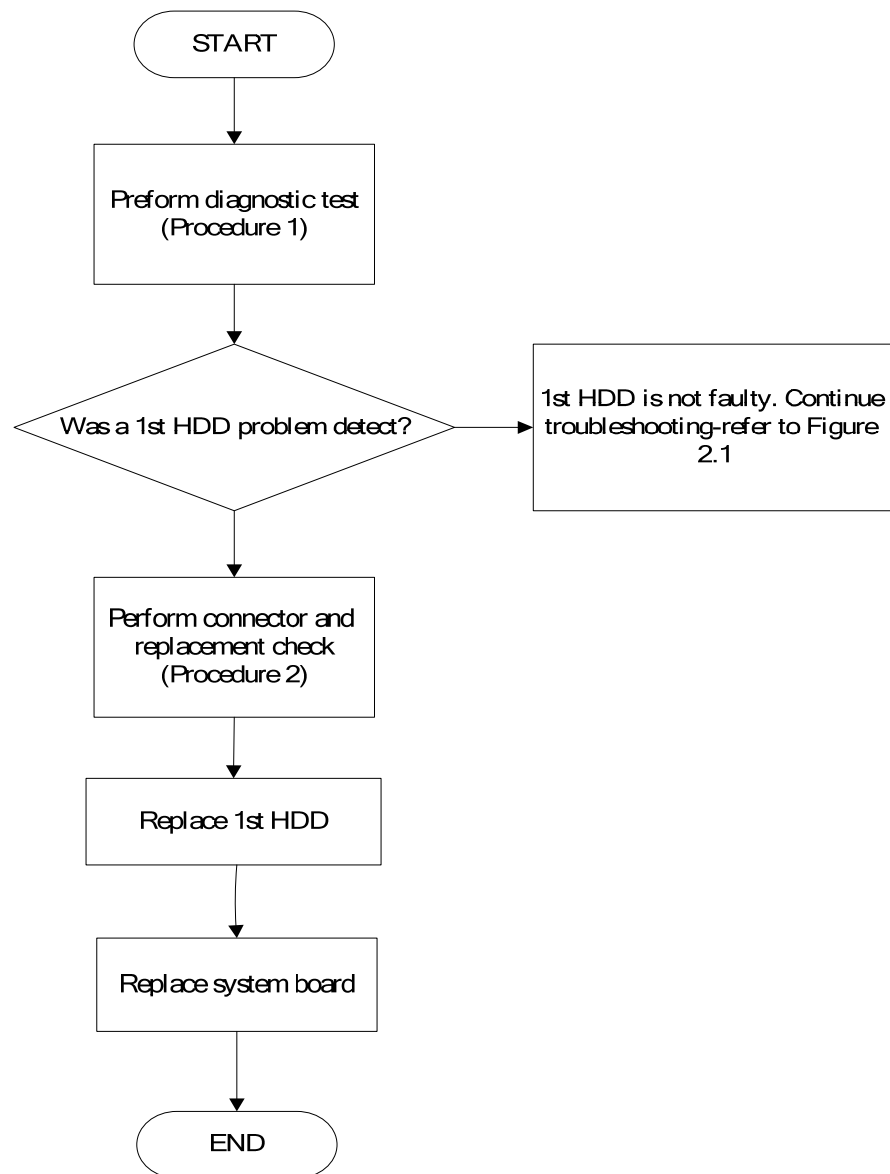 START
Preform diagnostic test
(Procedure 1)
Was a 1st HDD problem detect?
1st HDD is not faulty. Continue
troubleshooting-refer to Figure
2.1
Perform connector and
replacement check
(Procedure 2)
Replace 1st HDD
Replace system board
END